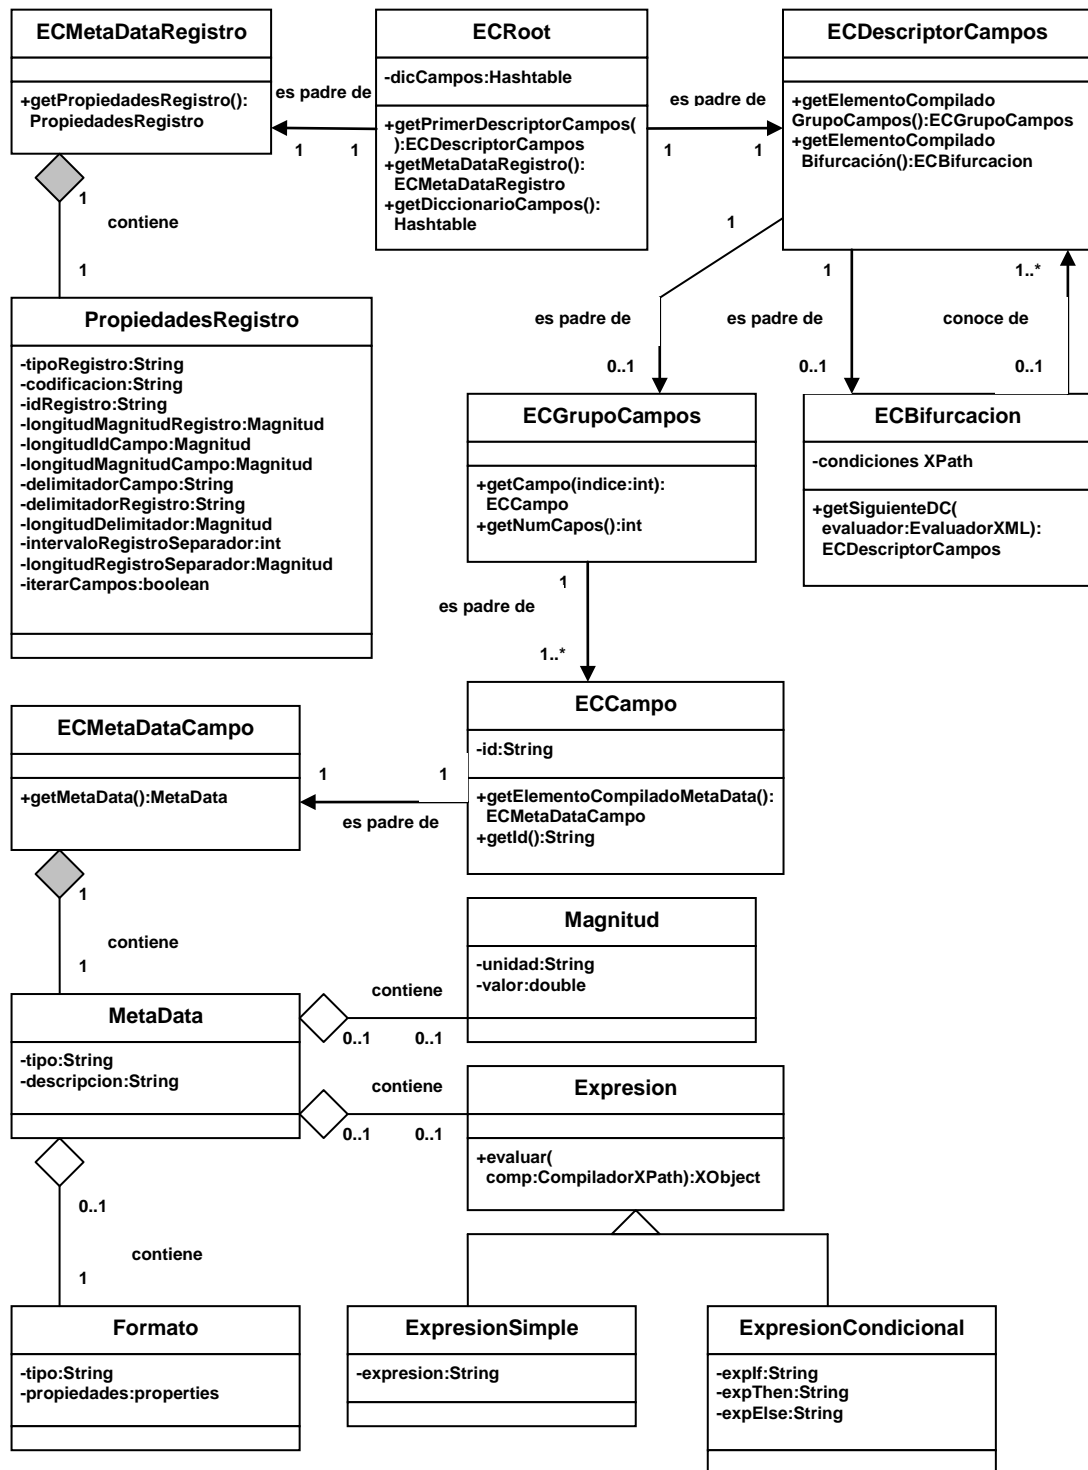 ECMetaDataRegistro
+getPropiedadesRegistro():
PropiedadesRegistro
es padre de
1
1
ECRoot
-dicCampos:Hashtable
+getPrimerDescriptorCampos(
):ECDescriptorCampos
+getMetaDataRegistro():
ECMetaDataRegistro
+getDiccionarioCampos():
Hashtable
es padre de
1
1
ECDescriptorCampos
+getElementoCompilado
GrupoCampos():ECGrupoCampos
+getElementoCompilado
Bifurcación():ECBifurcacion
1
contiene
1
1
es padre de
0..1
1
es padre de
0..1
1..*
conoce de
0..1
PropiedadesRegistro
-tipoRegistro:String
-codificacion:String
-idRegistro:String
-longitudMagnitudRegistro:Magnitud
-longitudIdCampo:Magnitud
-longitudMagnitudCampo:Magnitud
-delimitadorCampo:String
-delimitadorRegistro:String
-longitudDelimitador:Magnitud
-intervaloRegistroSeparador:int
-longitudRegistroSeparador:Magnitud
-iterarCampos:boolean
ECGrupoCampos
+getCampo(indice:int):
ECCampo
+getNumCapos():int
ECBifurcacion
-condiciones XPath
+getSiguienteDC(
evaluador:EvaluadorXML):
ECDescriptorCampos
1
es padre de
1..*
ECMetaDataCampo
+getMetaData():MetaData
1
1
es padre de
ECCampo
-id:String
+getElementoCompiladoMetaData():
ECMetaDataCampo
+getId():String
1
contiene
1
MetaData
-tipo:String
-descripcion:String
contiene
0..1
0..1
Magnitud
-unidad:String
-valor:double
contiene
0..1
0..1
Expresion
+evaluar(
comp:CompiladorXPath):XObject
0..1
contiene
1
Formato
-tipo:String
-propiedades:properties
ExpresionSimple
-expresion:String
ExpresionCondicional
-expIf:String
-expThen:String
-expElse:String